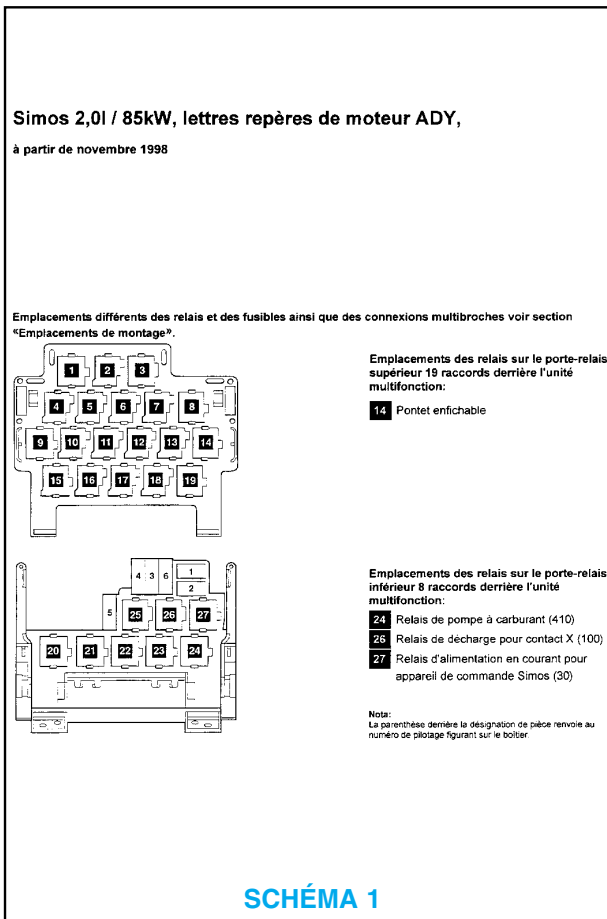 Simos 2,0l / 85kW, lettres repères de moteur ADY,
à partir de novembre 1998
Emplacements différents des relais et des fusibles ainsi que des connexions multibroches voir section
«Emplacements de montage».
1 2 3
4 5 6 7 8
9 10 11 12 13 14
15 16 17 18 19
Emplacements des relais sur le porte-relais
supérieur 19 raccords derrière l'unité
multifonction:
14 Pontet enfichable
4 3 6 1
2
5
25 26 27
20 21 22 23 24
Emplacements des relais sur le porte-relais
inférieur 8 raccords derrière l'unité
multifonction:
24 Relais de pompe à carburant (410)
26 Relais de décharge pour contact X (100)
27 Relais d'alimentation en courant pour
appareil de commande Simos (30)
Nota:
La parenthèse derrière la désignation de pièce renvoie au
numéro de pilotage figurant sur le boîtier.
SCHÉMA 1